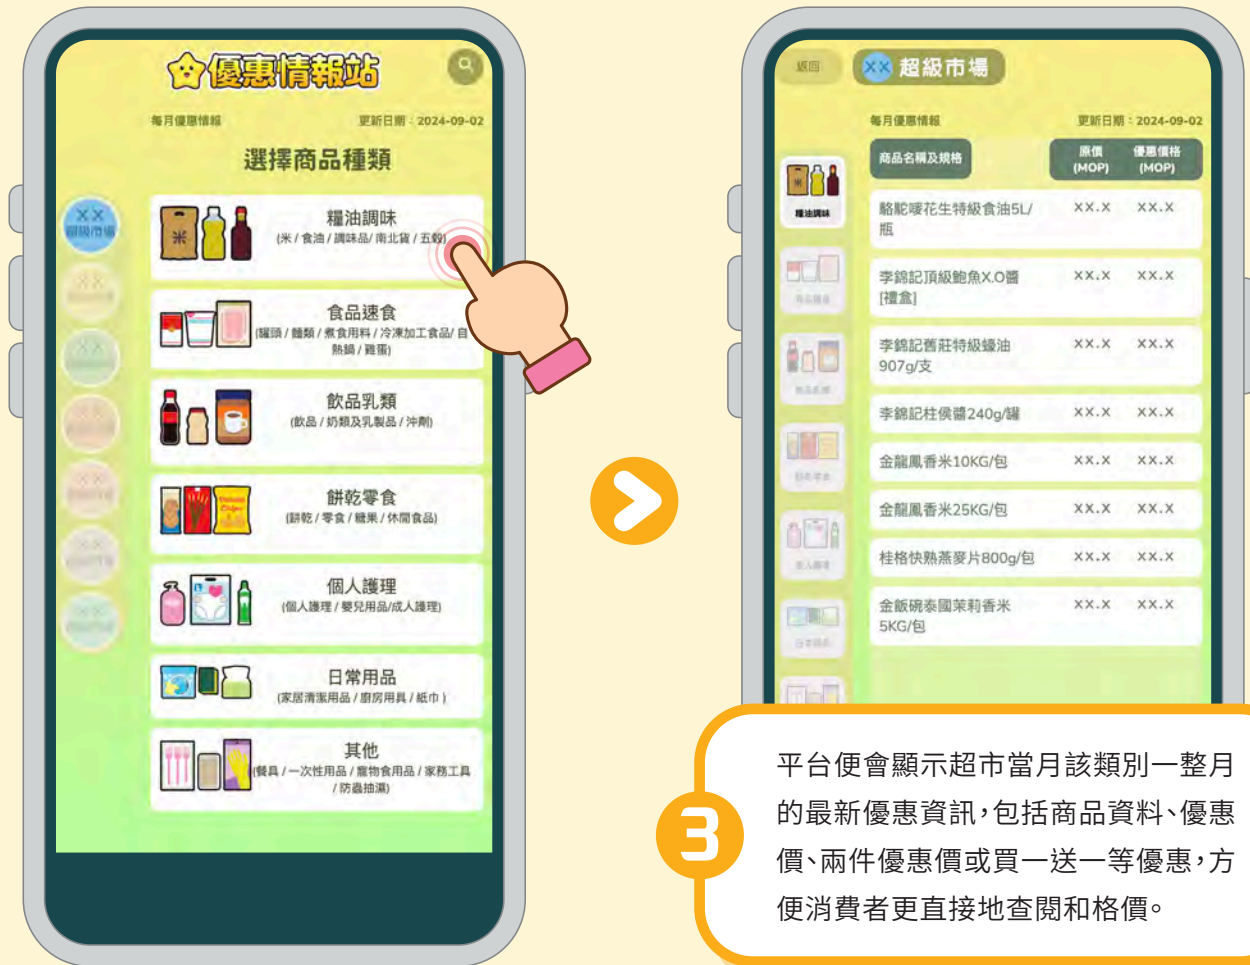 優惠情報站
每月優惠情報
更新日期：2024-09-02
選擇商品種類
XX
超級市場
糧油調味
(米 / 食油 / 調味品/ 南北貨 / 五穀)
食品速食
(罐頭 / 麵類 / 煮食用料 / 冷凍加工食品/ 自
熱鍋 / 雞蛋)
飲品乳類
(飲品 / 奶類及乳製品 / 沖劑)
餅乾零食
(餅乾 / 零食 / 糖果 / 休閒食品)
個人護理
(個人護理 / 嬰兒用品/成人護理)
日常用品
(家居清潔用品 / 廚房用具 / 紙巾 )
其他
(餐具 / 一次性用品 / 寵物食用品 / 家務工具
/ 防蟲抽濕)
米
返回
XX 超級市場
每月優惠情報
更新日期：2024-09-02
商品名稱及規格
原價
(MOP)
優惠價格
(MOP)
米
糧油調味
駱駝嘜花生特級食油5L/
瓶
XX.X XX.X
李錦記頂級鮑魚X.O醬
[禮盒]
XX.X XX.X
李錦記舊莊特級蠔油
907g/支
XX.X XX.X
李錦記柱侯醬240g/罐
XX.X XX.X
金龍鳳香米10KG/包
XX.X XX.X
金龍鳳香米25KG/包
XX.X XX.X
桂格快熟燕麥片800g/包
XX.X XX.X
金飯碗泰國茉莉香米
5KG/包
XX.X XX.X
餅乾零食
個人護理
3
平台便會顯示超市當月該類別一整月
的最新優惠資訊，包括商品資料、優惠
價、兩件優惠價或買一送一等優惠，方
便消費者更直接地查閱和格價。